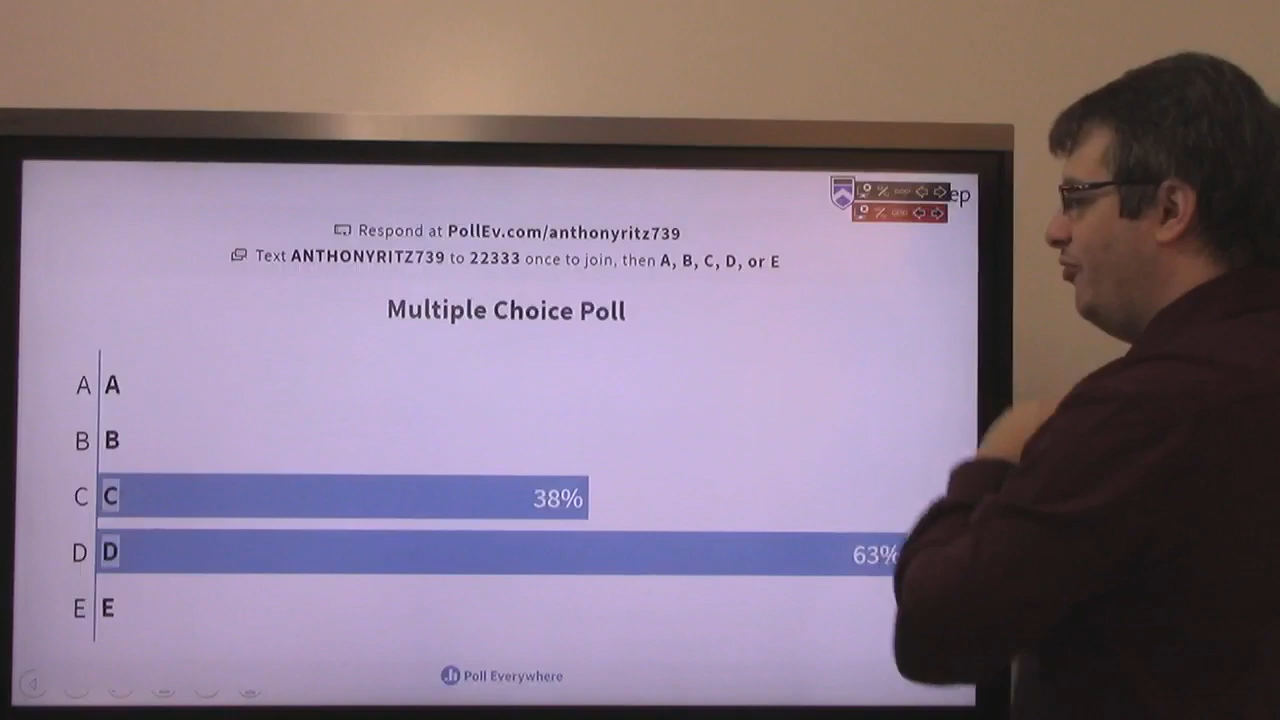 ep
Respond at PollEv.com/anthonyritz739
Text ANTHONYRITZ739 to 22333 once to join, then A, B, C, D, or E
Multiple Choice Poll
A A
B B
C C 38%
D D 63%
E E
Poll Everywhere